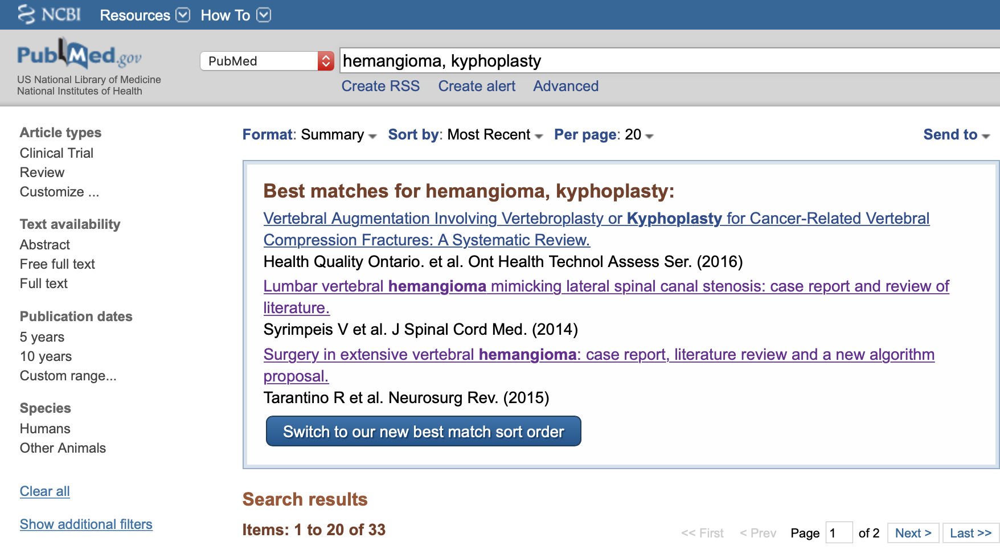 NCBI Resources How To
PubMed.gov
US National Library of Medicine
National Institutes of Health
PubMed
hemangioma, kyphoplasty
Create RSS Create alert Advanced
Article types
Clinical Trial
Review
Customize ...
Text availability
Abstract
Free full text
Full text
Publication dates
5 years
10 years
Custom range...
Species
Humans
Other Animals
Clear all
Show additional filters
Format: Summary Sort by: Most Recent Per page: 20 Send to
Best matches for hemangioma, kyphoplasty:
Vertebral Augmentation Involving Vertebroplasty or Kyphoplasty for Cancer-Related Vertebral
Compression Fractures: A Systematic Review.
Health Quality Ontario. et al. Ont Health Technol Assess Ser. (2016)
Lumbar vertebral hemangioma mimicking lateral spinal canal stenosis: case report and review of
literature.
Syrimpeis V et al. J Spinal Cord Med. (2014)
Surgery in extensive vertebral hemangioma: case report, literature review and a new algorithm
proposal.
Tarantino R et al. Neurosurg Rev. (2015)
Switch to our new best match sort order
Search results
Items: 1 to 20 of 33
<< First < Prev Page 1 of 2 Next > Last >>